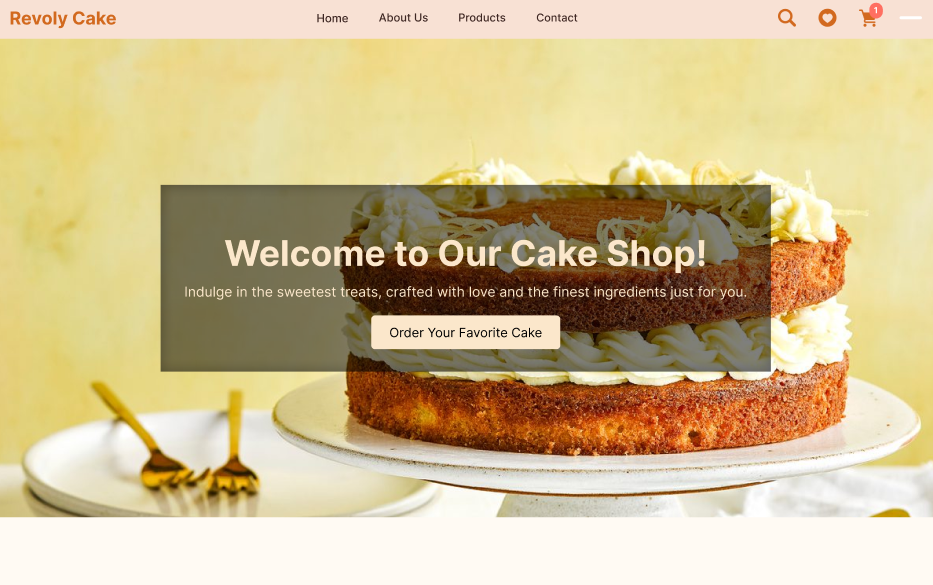 Revoly Cake
Home About Us Products Contact
1
Welcome to Our Cake Shop!
Indulge in the sweetest treats, crafted with love and the finest ingredients just for you.
Order Your Favorite Cake